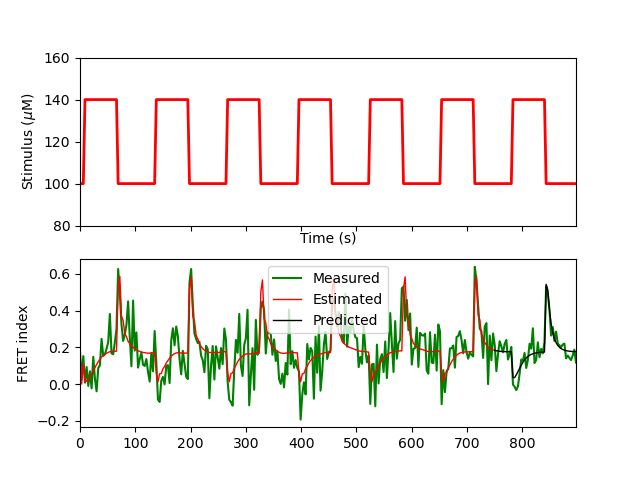 160
140
120
100
80
Stimulus (μM)
Time (s)
0.6
0.4
0.2
0.0
−0.2
FRET index
Measured
Estimated
Predicted
0 100 200 300 400 500 600 700 800